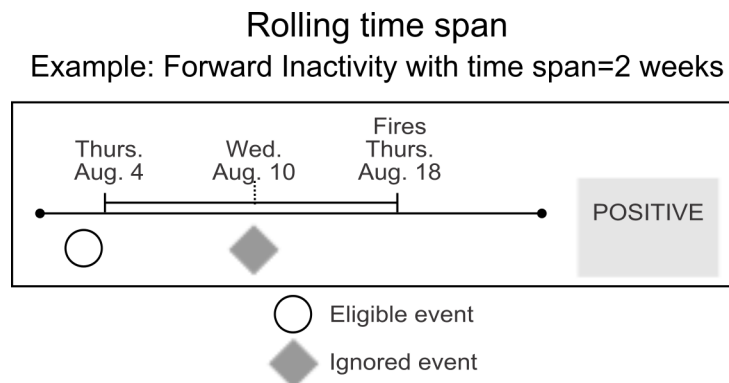 Rolling time span
Example: Forward Inactivity with time span=2 weeks
Thurs.
Aug. 4
Wed.
Aug. 10
Fires
Thurs.
Aug. 18
POSITIVE
Eligible event
Ignored event